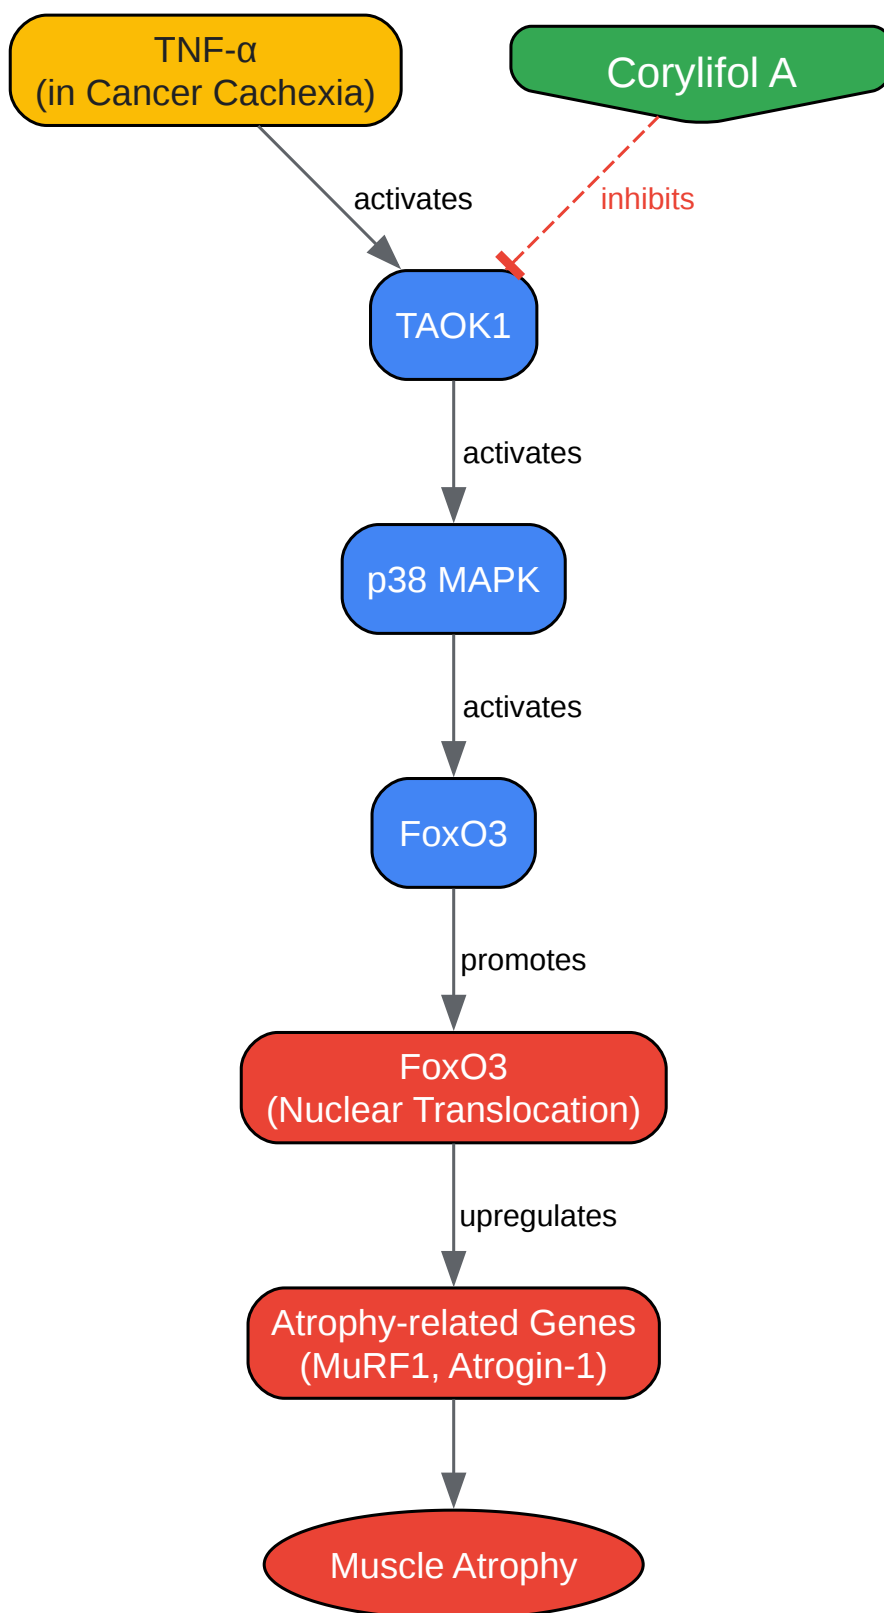 TNF-α
(in Cancer Cachexia)
Corylifol A
activates
inhibits
TAOK1
activates
p38 MAPK
activates
FoxO3
promotes
FoxO3
(Nuclear Translocation)
upregulates
Atrophy-related Genes
(MuRF1, Atrogin-1)
Muscle Atrophy